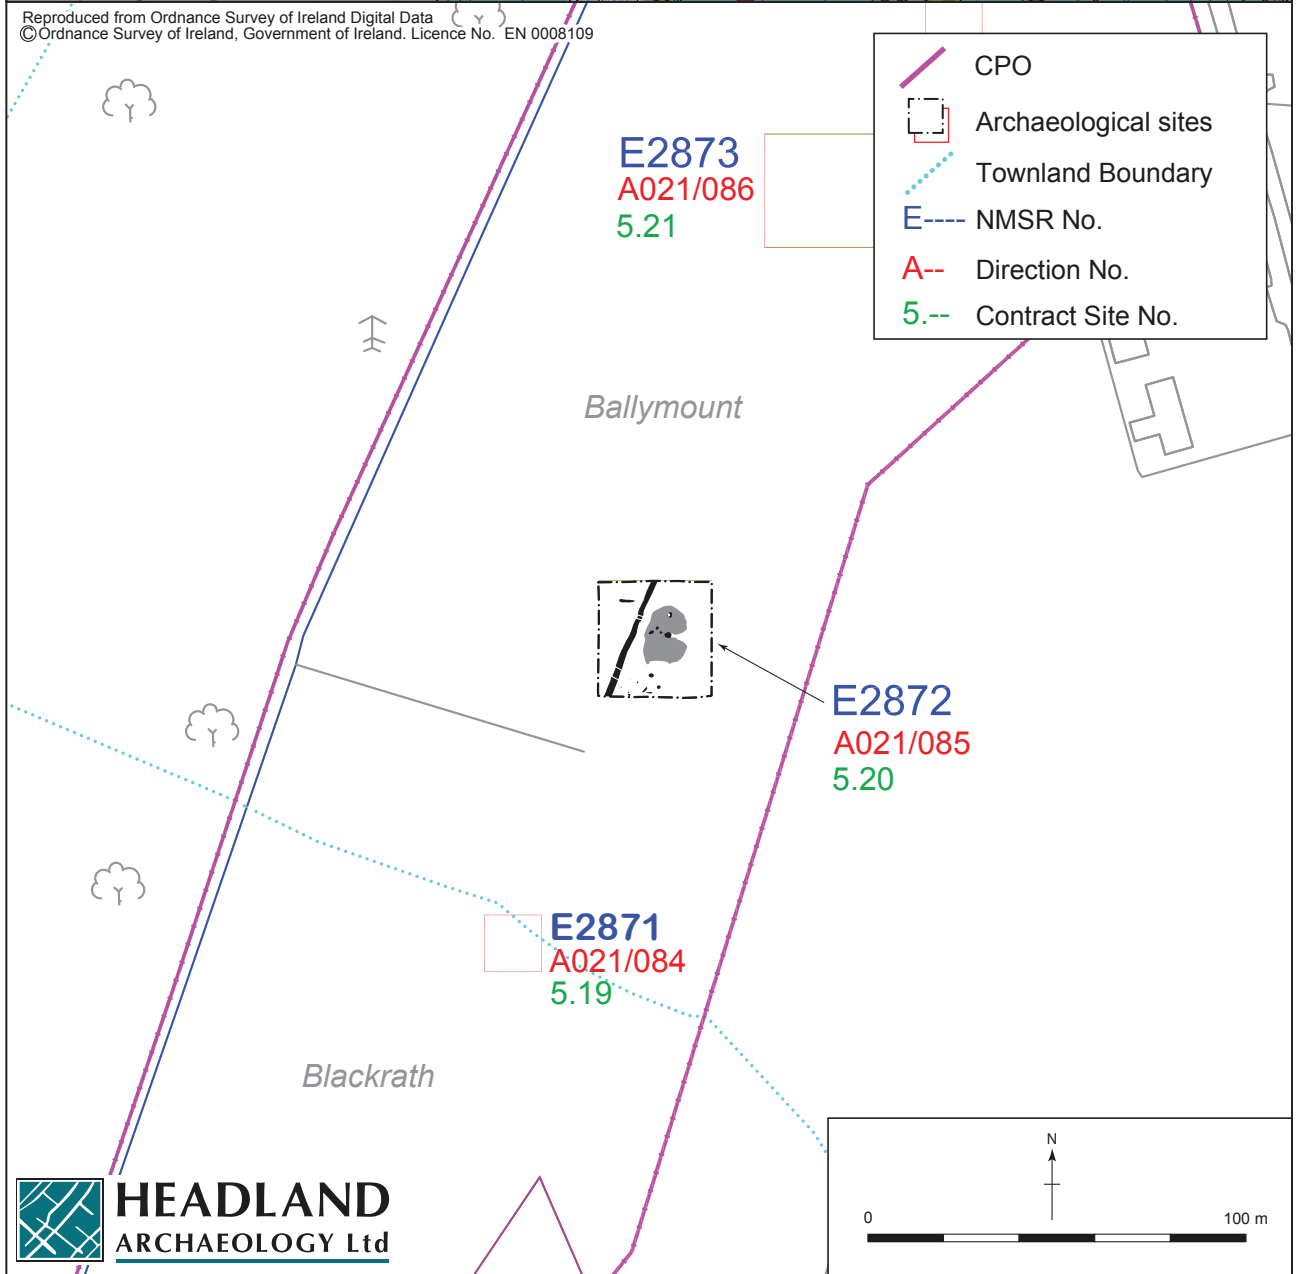 Reproduced from Ordnance Survey of Ireland Digital Data
©Ordnance Survey of Ireland, Government of Ireland. Licence No. EN 0008109
CPO
Archaeological sites
Townland Boundary
E---- NMSR No.
A-- Direction No.
5.-- Contract Site No.
E2873
A021/086
5.21
Ballymount
E2872
A021/085
5.20
E2871
A021/084
5.19
Blackrath
HEADLAND
ARCHAEOLOGY Ltd
N
0 100 m